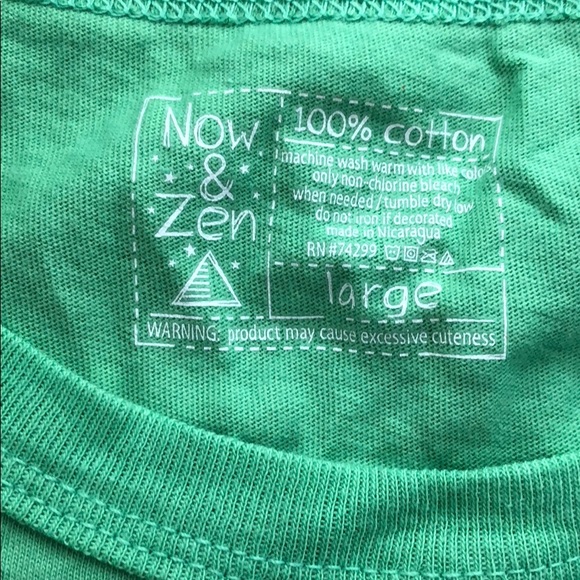 Now
&
Zen
100% cotton
machine wash warm with like colors
only non-chlorine bleach
when needed / tumble dry low
do not iron if decorated
made in Nicaragua
RN #74299
large
WARNING: product may cause excessive cuteness